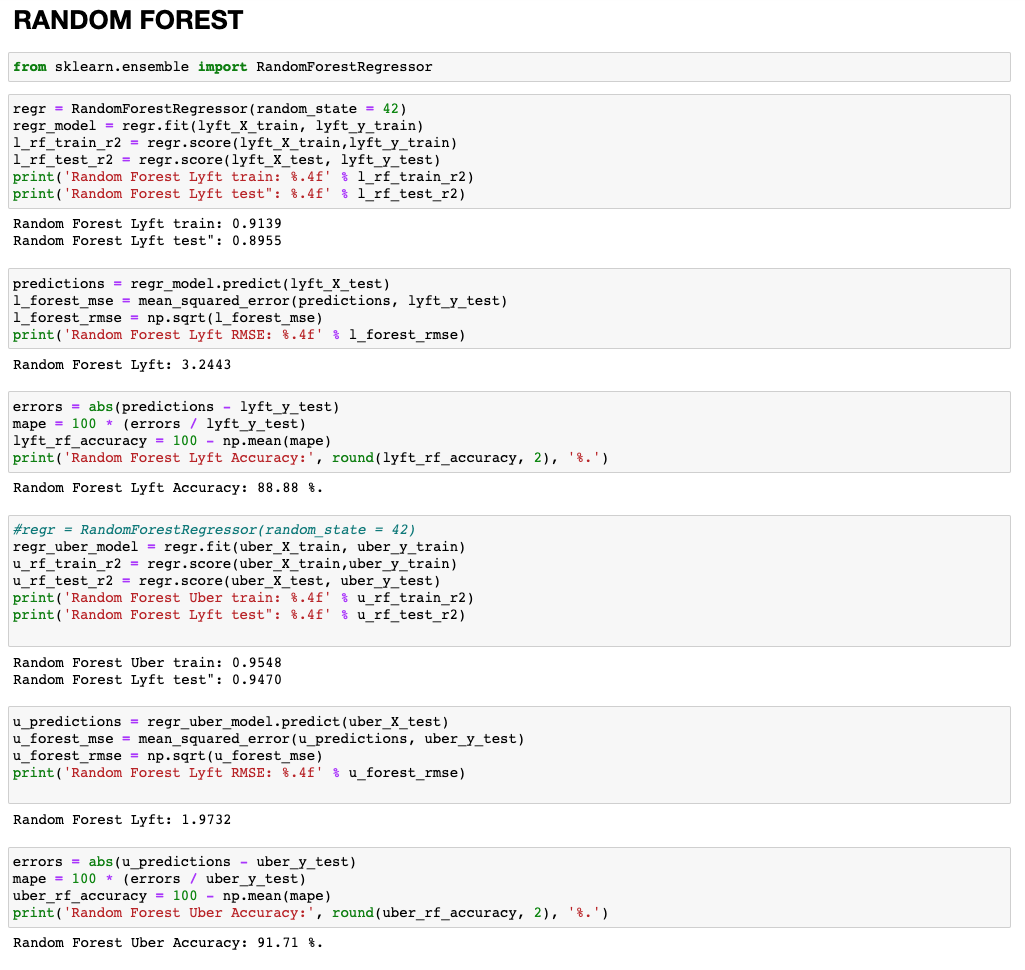 RANDOM FOREST
from sklearn.ensemble import RandomForestRegressor
regr = RandomForestRegressor(random_state = 42)
regr_model = regr.fit(lyft_X_train, lyft_y_train)
l_rf_train_r2 = regr.score(lyft_X_train,lyft_y_train)
l_rf_test_r2 = regr.score(lyft_X_test, lyft_y_test)
print('Random Forest Lyft train: %.4f' % l_rf_train_r2)
print('Random Forest Lyft test": %.4f' % l_rf_test_r2)
Random Forest Lyft train: 0.9139
Random Forest Lyft test": 0.8955
predictions = regr_model.predict(lyft_X_test)
l_forest_mse = mean_squared_error(predictions, lyft_y_test)
l_forest_rmse = np.sqrt(l_forest_mse)
print('Random Forest Lyft RMSE: %.4f' % l_forest_rmse)
Random Forest Lyft: 3.2443
errors = abs(predictions - lyft_y_test)
mape = 100 * (errors / lyft_y_test)
lyft_rf_accuracy = 100 - np.mean(mape)
print('Random Forest Lyft Accuracy:', round(lyft_rf_accuracy, 2), '%.')
Random Forest Lyft Accuracy: 88.88 %.
#regr = RandomForestRegressor(random_state = 42)
regr_uber_model = regr.fit(uber_X_train, uber_y_train)
u_rf_train_r2 = regr.score(uber_X_train,uber_y_train)
u_rf_test_r2 = regr.score(uber_X_test, uber_y_test)
print('Random Forest Uber train: %.4f' % u_rf_train_r2)
print('Random Forest Lyft test": %.4f' % u_rf_test_r2)
Random Forest Uber train: 0.9548
Random Forest Lyft test": 0.9470
u_predictions = regr_uber_model.predict(uber_X_test)
u_forest_mse = mean_squared_error(u_predictions, uber_y_test)
u_forest_rmse = np.sqrt(u_forest_mse)
print('Random Forest Lyft RMSE: %.4f' % u_forest_rmse)
Random Forest Lyft: 1.9732
errors = abs(u_predictions - uber_y_test)
mape = 100 * (errors / uber_y_test)
uber_rf_accuracy = 100 - np.mean(mape)
print('Random Forest Uber Accuracy:', round(uber_rf_accuracy, 2), '%.')
Random Forest Uber Accuracy: 91.71 %.